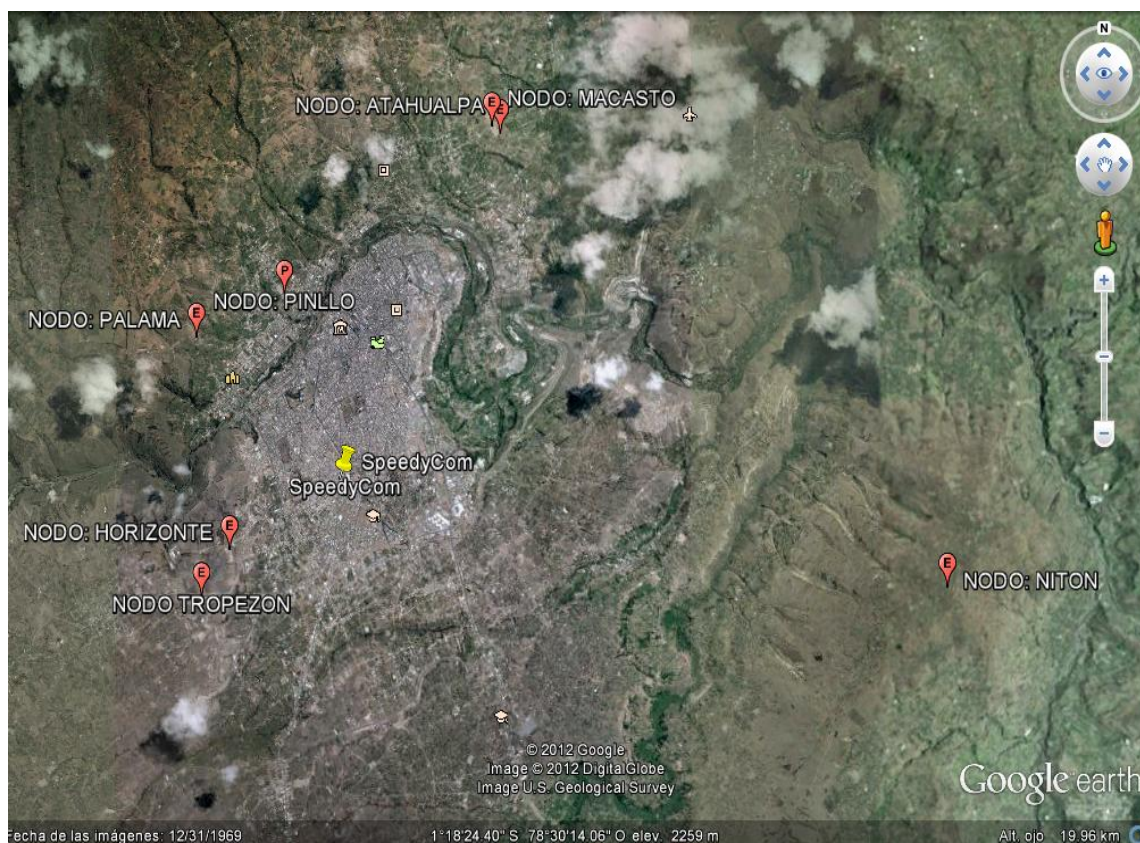 N
NODO: ATAHUALPA
E
E
NODO: MACASTO
P
NODO: PINLLO
E
NODO: PALAMA
SpeedyCom
SpeedyCom
E
NODO: HORIZONTE
E
NODO TROPEZON
E
NODO: NITON
© 2012 Google
Image © 2012 DigitalGlobe
Image U.S. Geological Survey
Google earth
Fecha de las imágenes: 12/31/1969
1°18'24.40" S 78°30'14.06" O elev. 2259 m
Alt. ojo 19.96 km